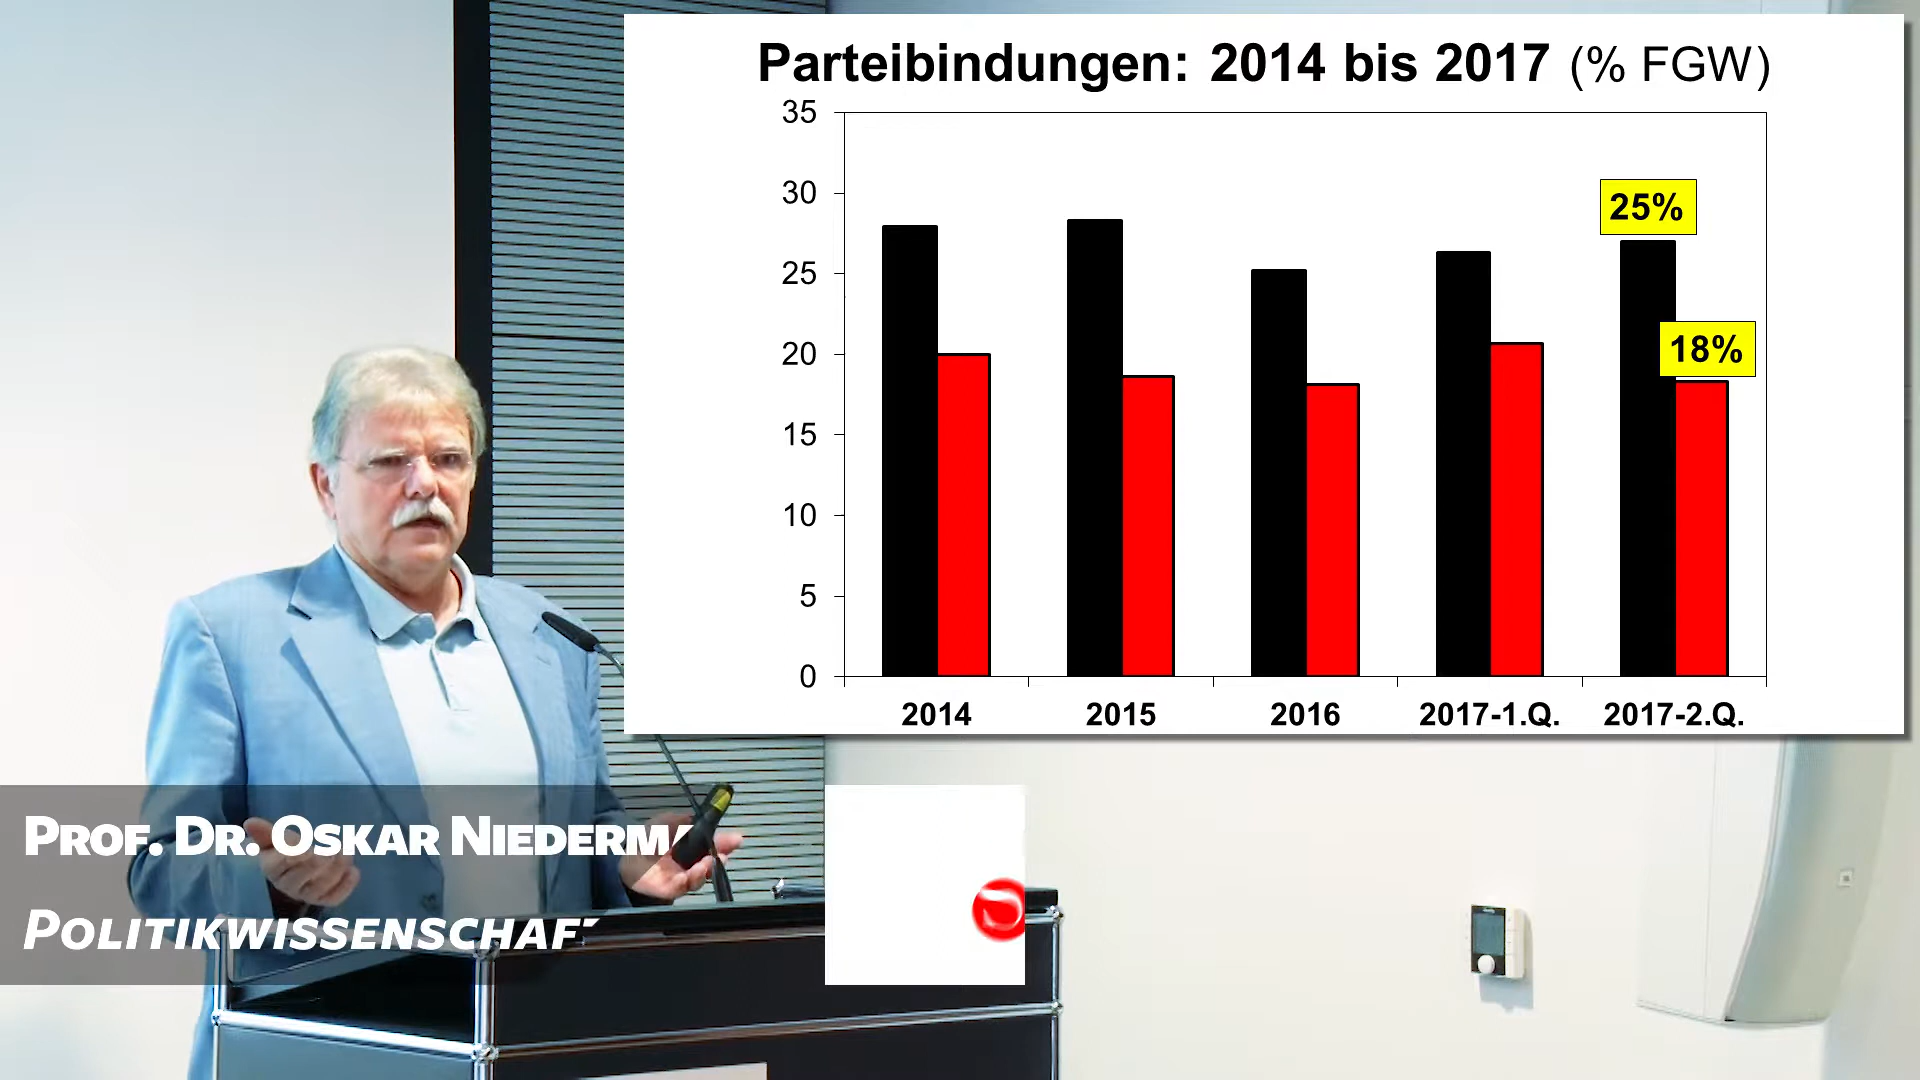 Parteibindungen: 2014 bis 2017 (% FGW)
35
30
25
20
15
10
5
0
25%
18%
2014 2015 2016 2017-1.Q. 2017-2.Q.
Prof. Dr. Oskar Niederm
Politikwissenschaf